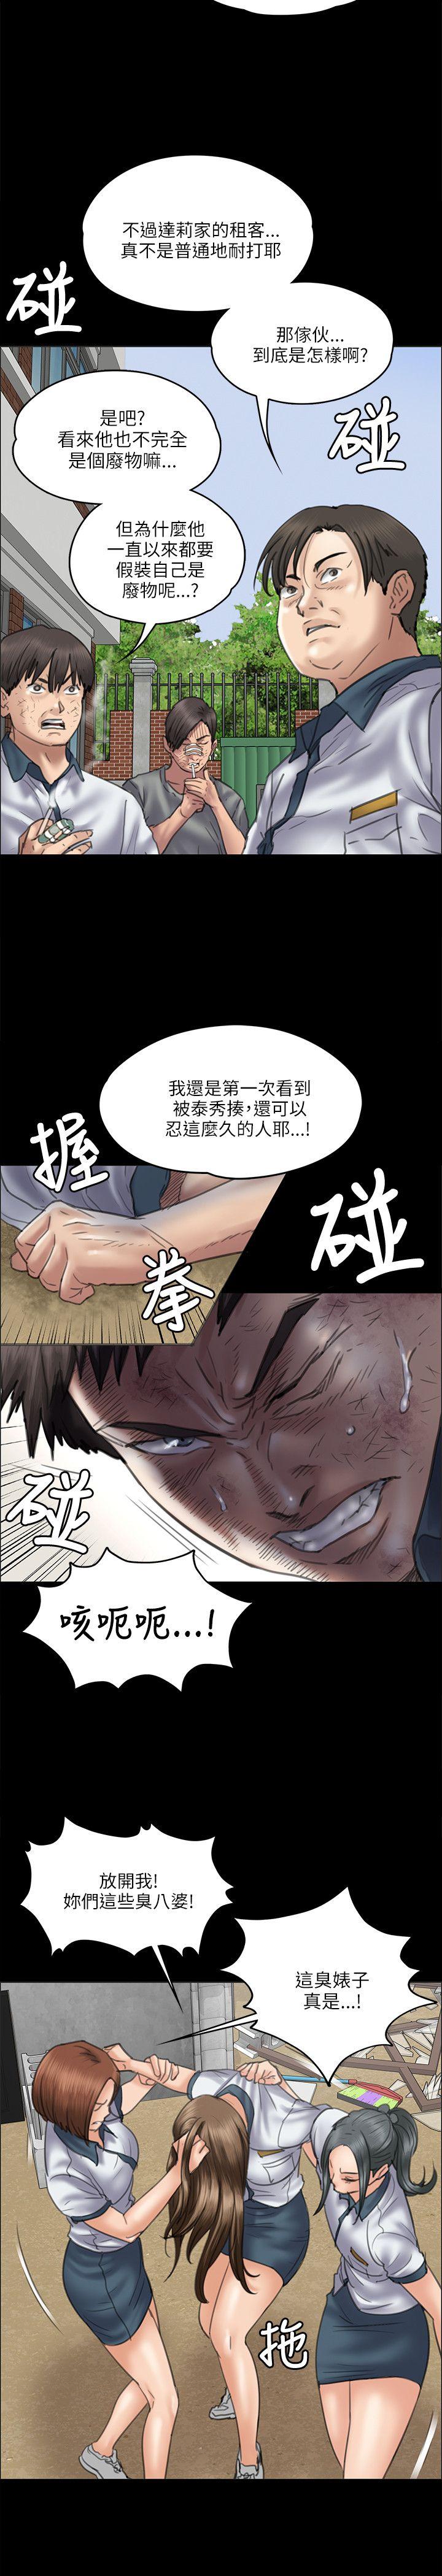 不過達莉家的租客...
真不是普通地耐打耶
碰
那傢伙...
到底是怎樣啊?
碰
是吧?
看來他也不完全
是個廢物嘛...
但為什麼他
一直以來都要
假裝自己是
廢物呢...?
我還是第一次看到
被泰秀揍,還可以
忍這麼久的人耶...!
握
拳
碰
碰
咳呃呃...!
放開我!
妳們這些臭八婆!
這臭婊子
真是...!
拖